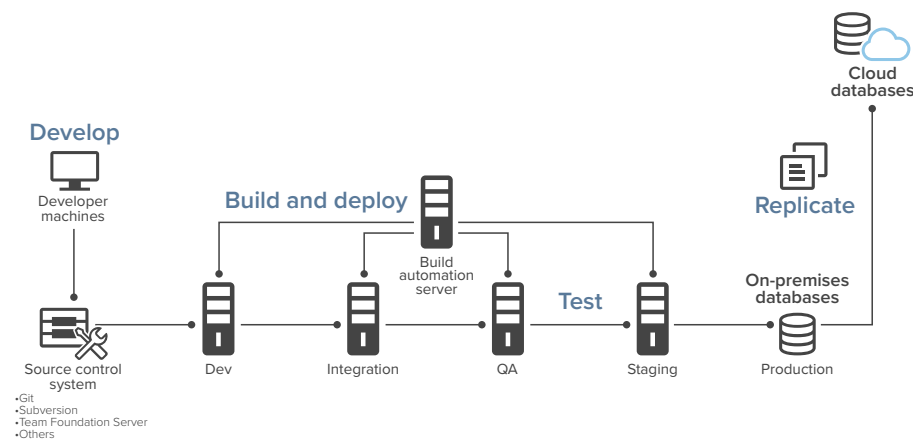 Cloud
databases
Develop
Developer
machines
Build and deploy
Replicate
Build
automation
server
On-premises
databases
Test
Source control
system
•Git
•Subversion
•Team Foundation Server
•Others
Dev
Integration
QA
Staging
Production